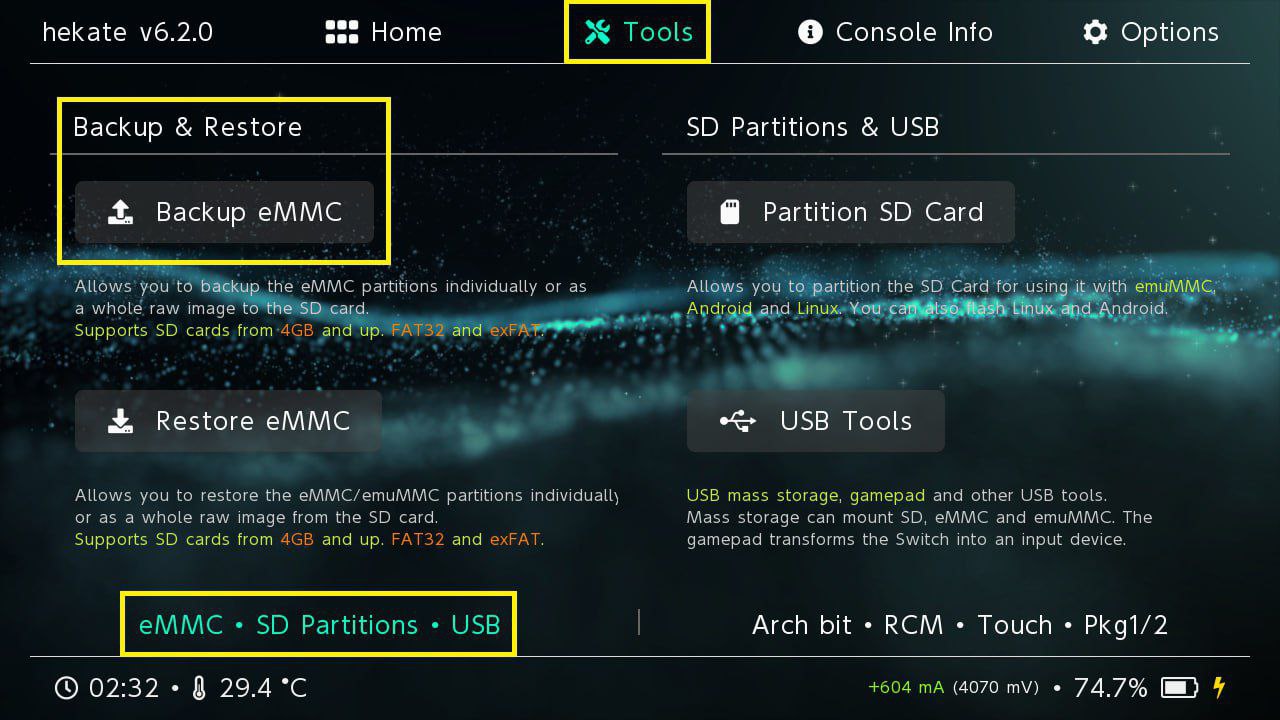 hekate v6.2.0 Home Tools Console Info Options
Backup & Restore
Backup eMMC
Allows you to backup the eMMC partitions individually or as
a whole raw image to the SD card.
Supports SD cards from 4GB and up. FAT32 and exFAT.
Restore eMMC
Allows you to restore the eMMC/emuMMC partitions individually
or as a whole raw image from the SD card.
Supports SD cards from 4GB and up. FAT32 and exFAT.
SD Partitions & USB
Partition SD Card
Allows you to partition the SD Card for using it with emuMMC,
Android and Linux. You can also flash Linux and Android.
USB Tools
USB mass storage, gamepad and other USB tools.
Mass storage can mount SD, eMMC and emuMMC. The
gamepad transforms the Switch into an input device.
eMMC • SD Partitions • USB
Arch bit • RCM • Touch • Pkg1/2
02:32 • 29.4 °C
+604 mA (4070 mV) • 74.7%